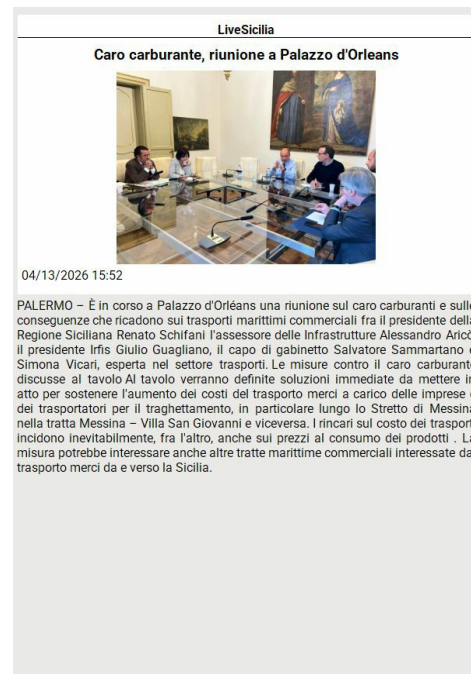 LiveSicilia
Caro carburante, riunione a Palazzo d'Orleans
04/13/2026 15:52
PALERMO – È in corso a Palazzo d'Orléans una riunione sul caro carburanti e sulle
conseguenze che ricadono sui trasporti marittimi commerciali fra il presidente della
Regione Siciliana Renato Schifani l'assessore delle Infrastrutture Alessandro Aricò
il presidente Irfis Giulio Guagliano, il capo di gabinetto Salvatore Sammartano e
Simona Vicari, esperta nel settore trasporti. Le misure contro il caro carburante
discusse al tavolo Al tavolo verranno definite soluzioni immediate da mettere in
atto per sostenere l'aumento dei costi del trasporto merci a carico delle imprese e
dei trasportatori per il traghettamento, in particolare lungo lo Stretto di Messina
nella tratta Messina – Villa San Giovanni e viceversa. I rincari sul costo dei trasporti
incidono inevitabilmente, fra l'altro, anche sui prezzi al consumo dei prodotti . La
misura potrebbe interessare anche altre tratte marittime commerciali interessate dal
trasporto merci da e verso la Sicilia.